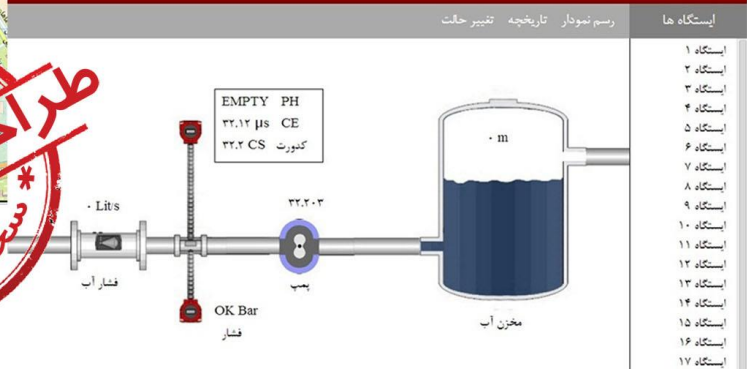 ایستگاه ها
رسم نمودار تاریخچه تغییر حالت
ایستگاه ۱
ایستگاه ۲
ایستگاه ۳
ایستگاه ۴
ایستگاه ۵
ایستگاه ۶
ایستگاه ۷
ایستگاه ۸
ایستگاه ۹
ایستگاه ۱۰
ایستگاه ۱۱
ایستگاه ۱۲
ایستگاه ۱۳
ایستگاه ۱۴
ایستگاه ۱۵
ایستگاه ۱۶
ایستگاه ۱۷
EMPTY PH
۳۲.۱۲ µs CE
۳۲.۲ CS کدورت
۰ m
۰ Lit/s
۳۲.۲۰۳
فشار آب
پمپ
OK Bar
فشار
مخزن آب